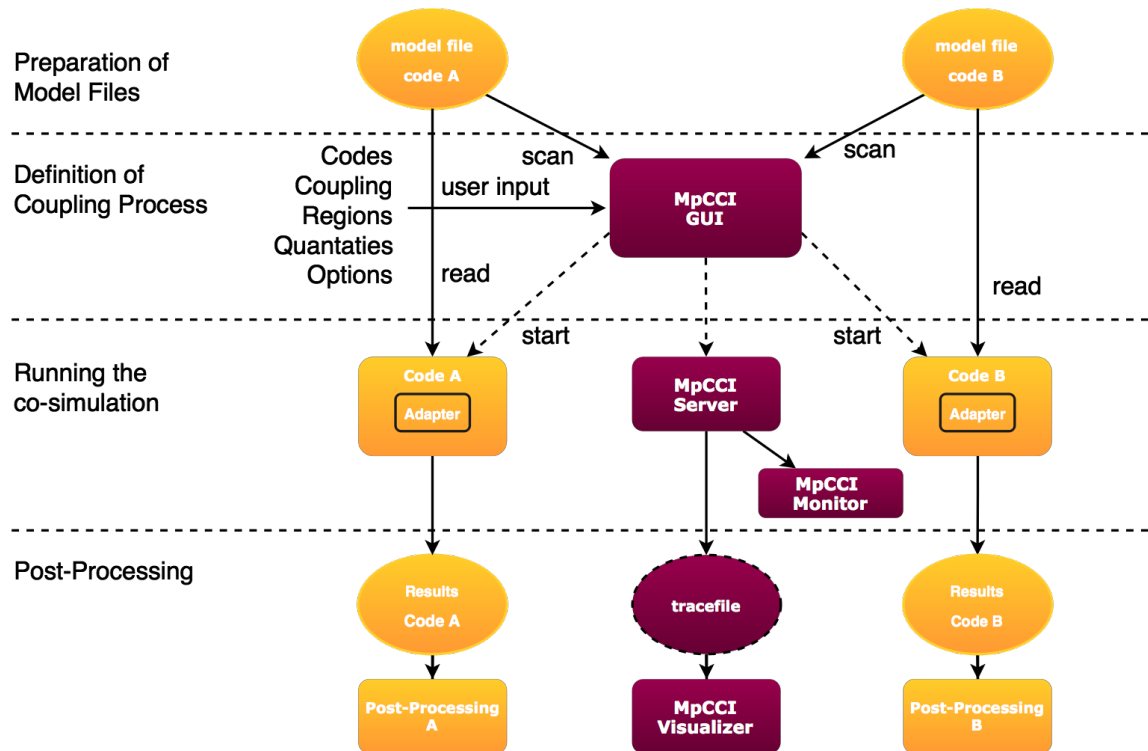 Preparation of
Model Files
model file
code A
model file
code B
Definition of
Coupling Process
Codes
Coupling
Regions
Quantaties
Options
scan
user input
read
MpCCI
GUI
scan
read
start
start
Running the
co-simulation
Code A
Adapter
MpCCI
Server
MpCCI
Monitor
Code B
Adapter
Post-Processing
Results
Code A
tracefile
Results
Code B
Post-Processing
A
MpCCI
Visualizer
Post-Processing
B